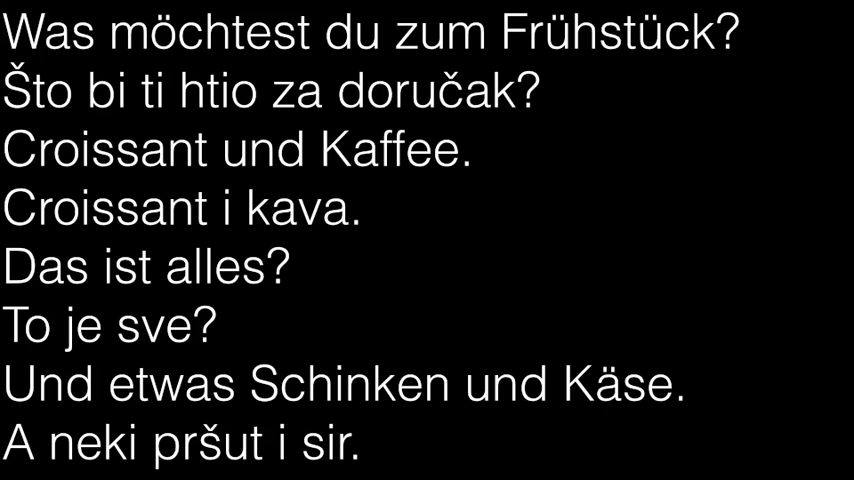 Was möchtest du zum Frühstück?
Što bi ti htio za doručak?
Croissant und Kaffee.
Croissant i kava.
Das ist alles?
To je sve?
Und etwas Schinken und Käse.
A neki pršut i sir.